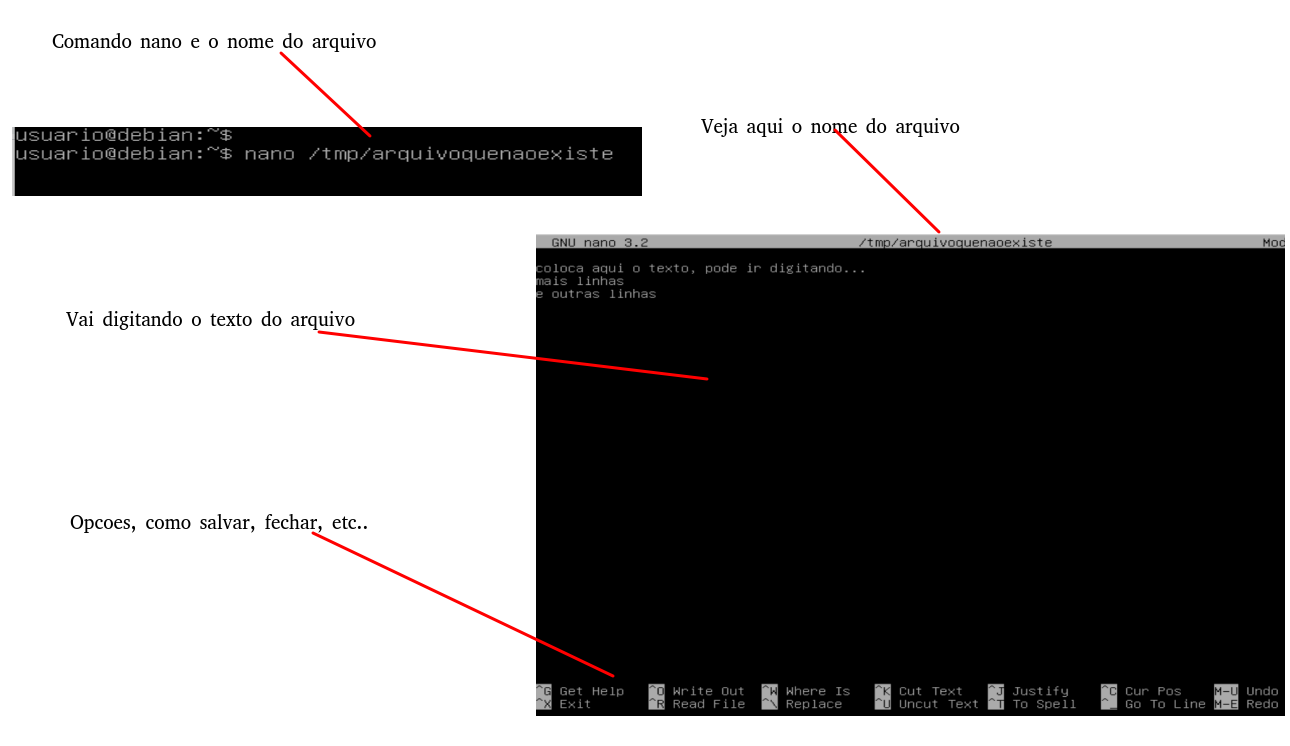 Comando nano e o nome do arquivo
usuario@debian:~$
usuario@debian:~$ nano /tmp/arquivoquenaoexiste
Veja aqui o nome do arquivo
GNU nano 3.2 /tmp/arquivoquenaoexiste Mod
coloca aqui o texto, pode ir digitando...
mais linhas
e outras linhas
Vai digitando o texto do arquivo
Opcoes, como salvar, fechar, etc..
^G Get Help ^O Write Out ^W Where Is ^K Cut Text ^J Justify ^C Cur Pos M-U Undo
^X Exit ^R Read File ^\ Replace ^U Uncut Text ^T To Spell ^_ Go To Line M-E Redo